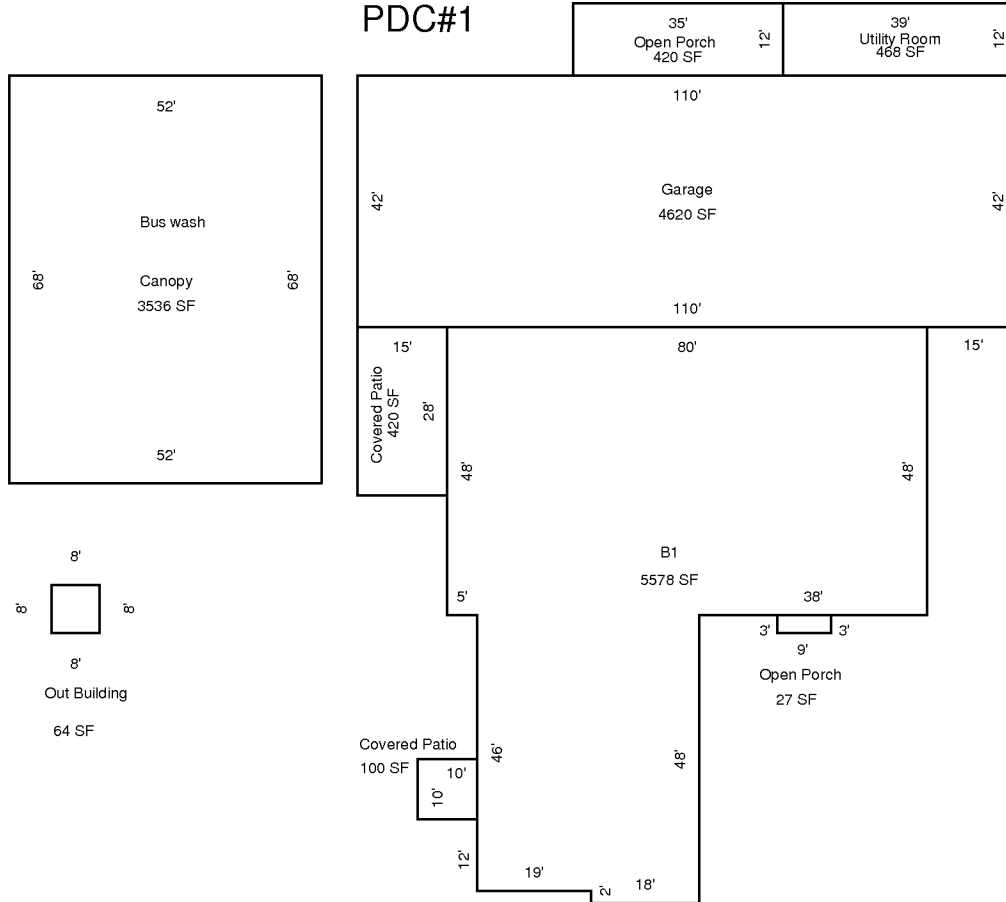 PDC#1
35'
Open Porch
420 SF
12'
39'
Utility Room
468 SF
12'
52'
68'
Bus wash
Canopy
3536 SF
68'
52'
110'
42'
Garage
4620 SF
42'
110'
15'
Covered Patio
420 SF
28'
80'
15'
48'
48'
B1
5578 SF
5'
38'
3'
3'
9'
Open Porch
27 SF
8'
8'
8'
8'
Out Building
64 SF
Covered Patio
100 SF
10'
10'
46'
48'
12'
19'
2'
18'